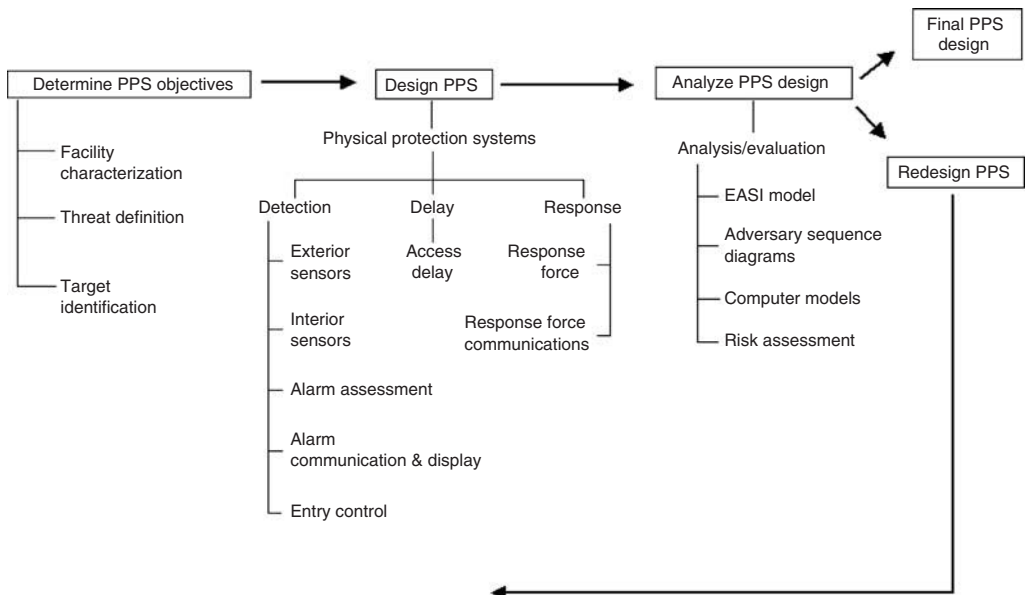 Final PPS
design
Determine PPS objectives
Design PPS
Analyze PPS design
Physical protection systems
Analysis/evaluation
Facility
characterization
Redesign PPS
Threat definition
Target
identification
Detection
Delay
Response
Exterior
sensors
Access
delay
Response
force
Interior
sensors
Response force
communications
Alarm assessment
Alarm
communication & display
Entry control
EASI model
Adversary sequence
diagrams
Computer models
Risk assessment